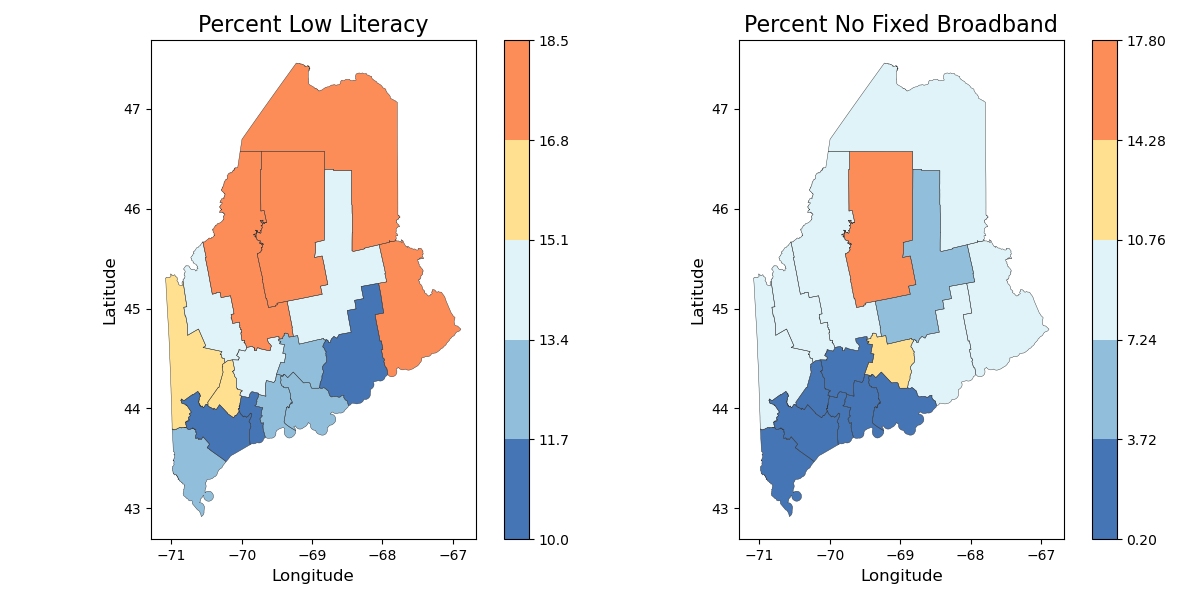 Percent Low Literacy
Percent No Fixed Broadband
47
46
45
44
43
Latitude
−71 −70 −69 −68 −67
Longitude
18.5
16.8
15.1
13.4
11.7
10.0
47
46
45
44
43
Latitude
−71 −70 −69 −68 −67
Longitude
17.80
14.28
10.76
7.24
3.72
0.20